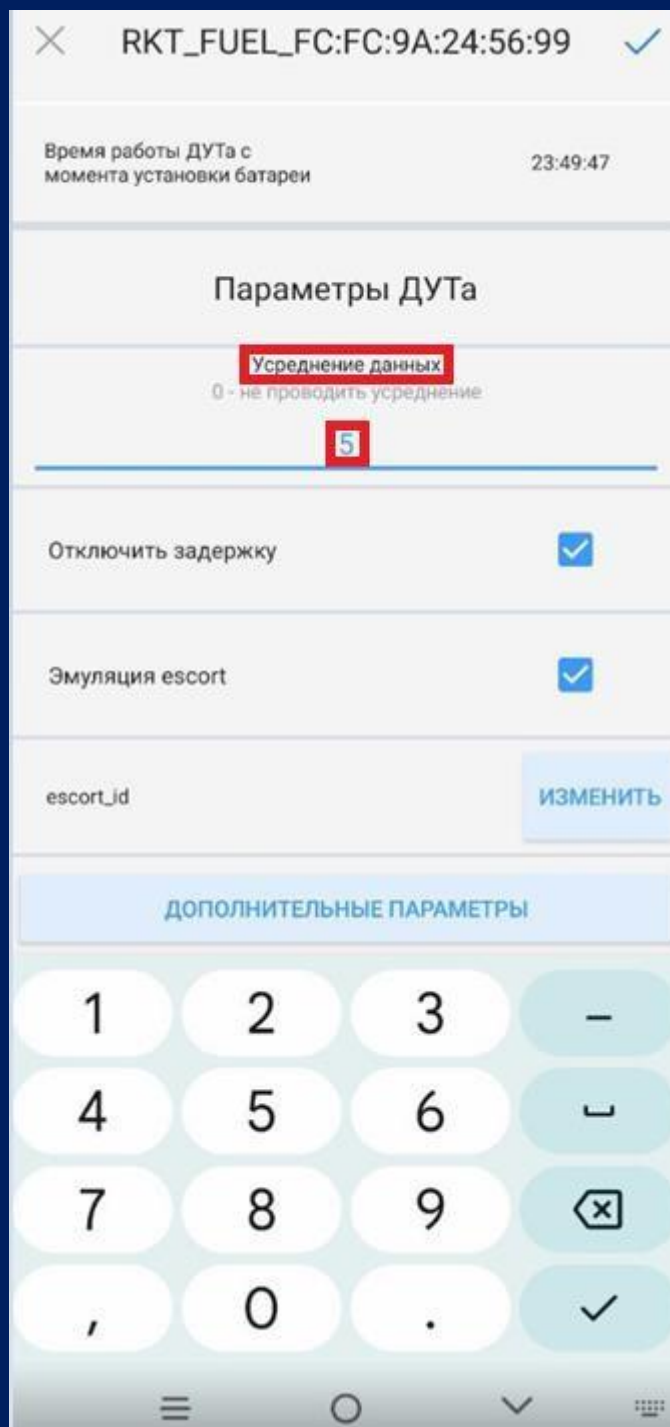 RKT_FUEL_FC:FC:9A:24:56:99
Время работы ДУТа с
момента установки батареи
23:49:47
Параметры ДУТа
Усреднение данных
0 - не проводить усреднение
5
Отключить задержку
Эмуляция escort
escort_id
ИЗМЕНИТЬ
ДОПОЛНИТЕЛЬНЫЕ ПАРАМЕТРЫ
1 2 3 –
4 5 6
7 8 9
, 0 .